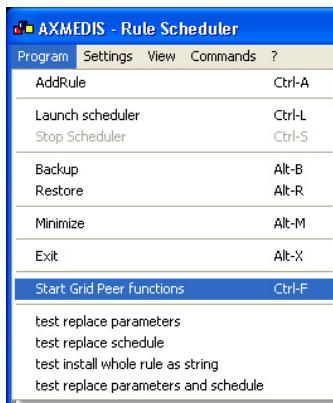 AXMEDIS - Rule Scheduler
Program Settings View Commands ?
AddRule Ctrl-A
Launch scheduler Ctrl-L
Stop Scheduler Ctrl-S
Backup Alt-B
Restore Alt-R
Minimize Alt-M
Exit Alt-X
Start Grid Peer functions Ctrl-F
test replace parameters
test replace schedule
test install whole rule as string
test replace parameters and schedule